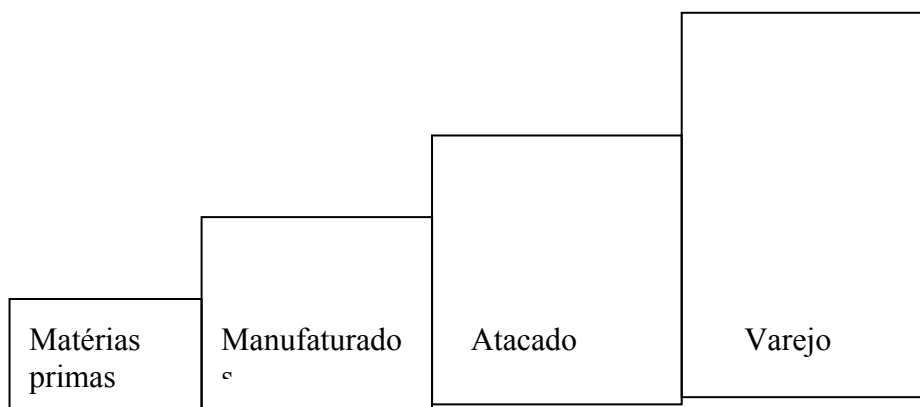 Matérias
primas
Manufaturado
s
Atacado
Varejo